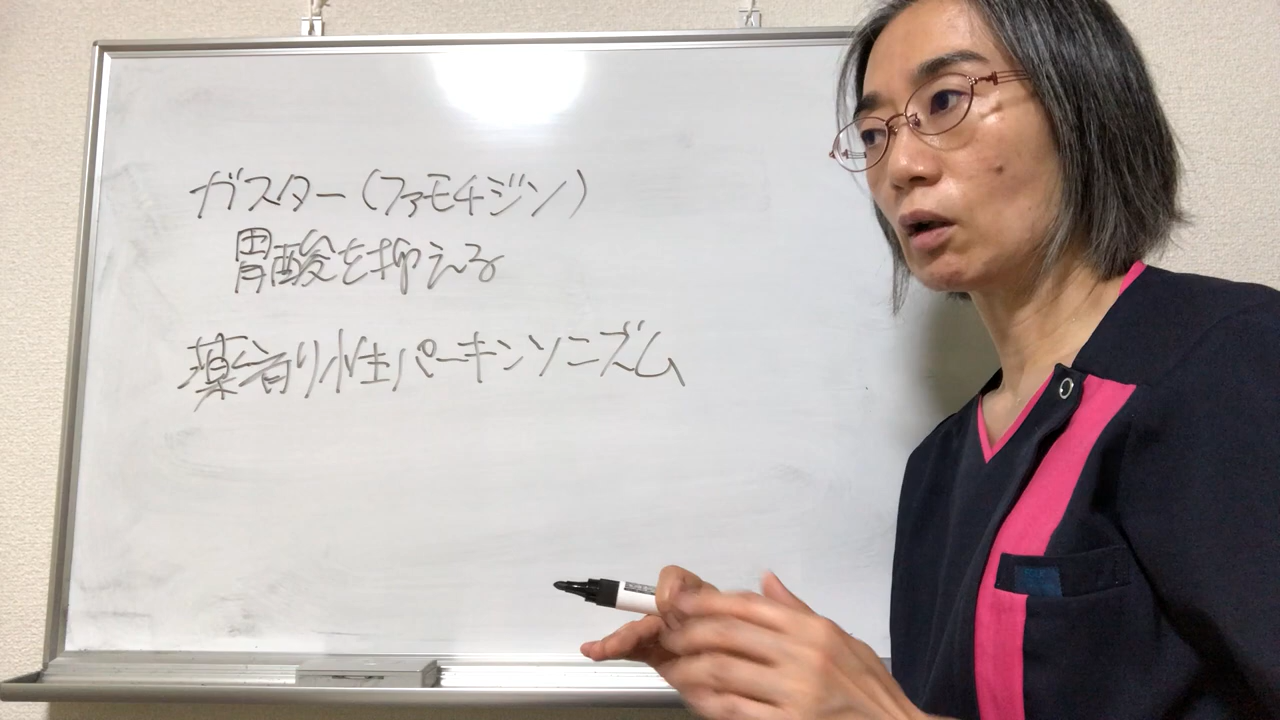 ガスター(ファモチジン)
胃酸を抑える
薬剤性パーキンソニズム